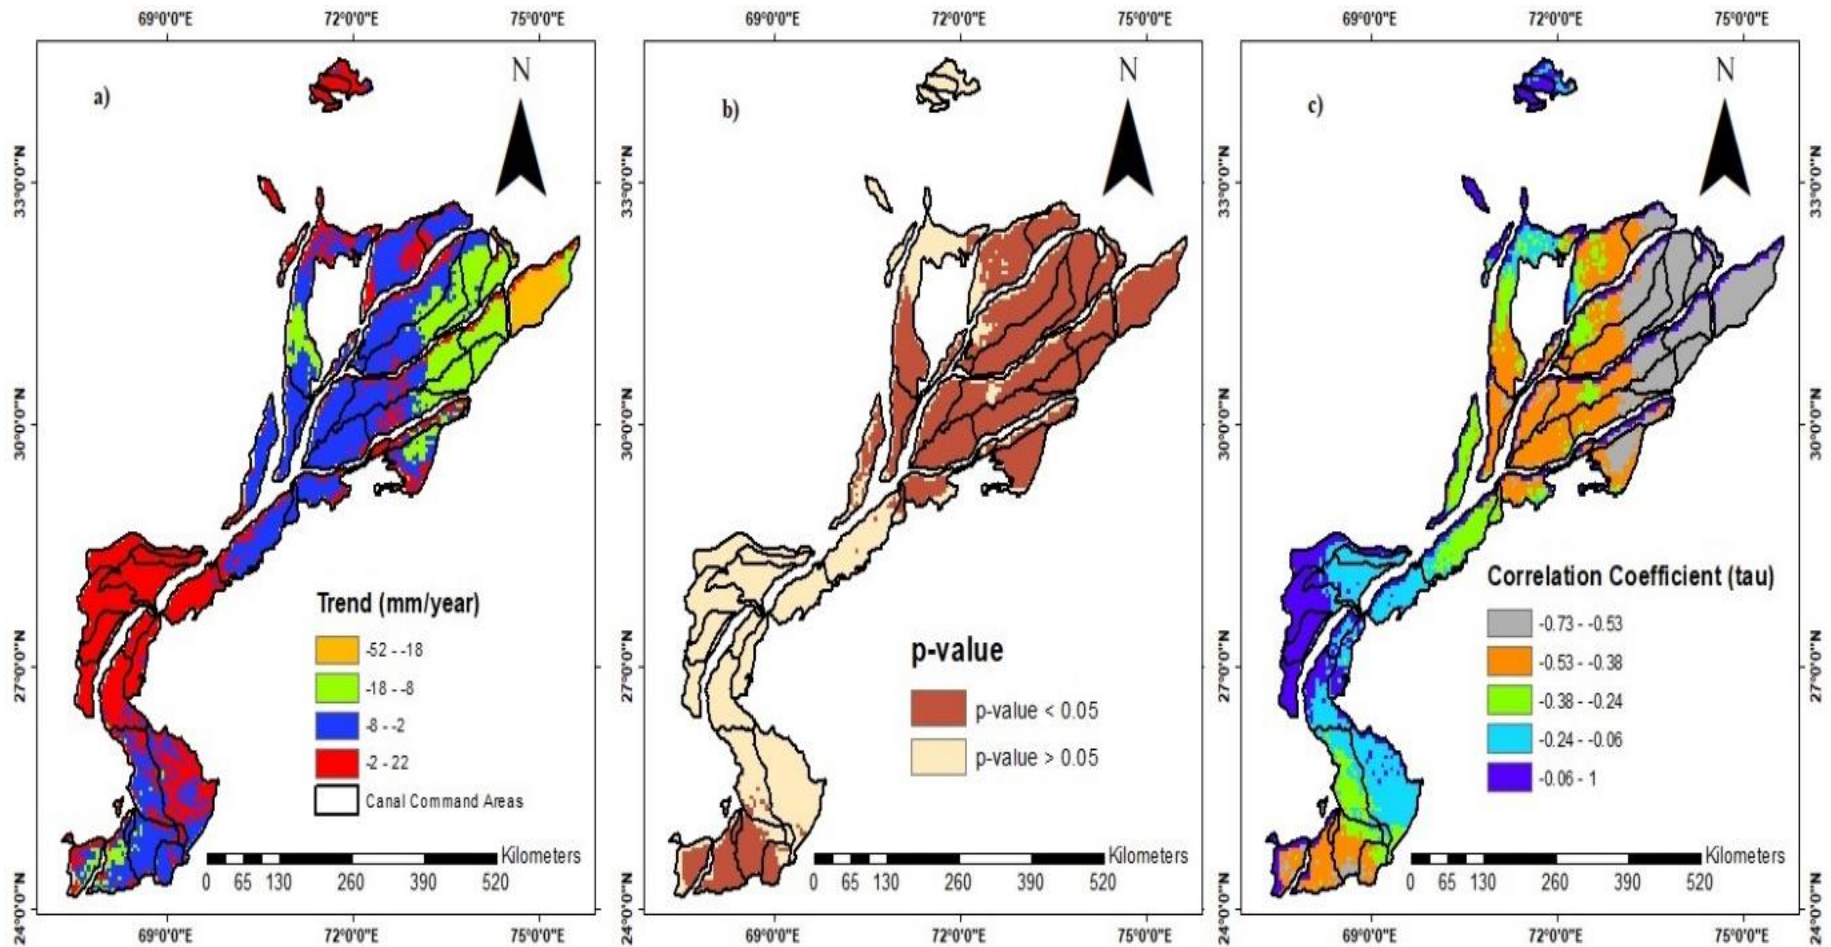 69°0'0"E 72°0'0"E 75°0'0"E 69°0'0"E 72°0'0"E 75°0'0"E 69°0'0"E 72°0'0"E 75°0'0"E
a) N b) N c) N
33°0'0"N 33°0'0"N 33°0'0"N 33°0'0"N
30°0'0"N 30°0'0"N 30°0'0"N 30°0'0"N
27°0'0"N 27°0'0"N 27°0'0"N 27°0'0"N
24°0'0"N 24°0'0"N 24°0'0"N 24°0'0"N
Trend (mm/year)
-52 - -18
-18 - -8
-8 - -2
-2 - 22
Canal Command Areas
Kilometers
0 65 130 260 390 520
p-value
p-value < 0.05
p-value > 0.05
Kilometers
0 65 130 260 390 520
Correlation Coefficient (tau)
-0.73 - -0.53
-0.53 - -0.38
-0.38 - -0.24
-0.24 - -0.06
-0.06 - 1
Kilometers
0 65 130 260 390 520
69°0'0"E 72°0'0"E 75°0'0"E 69°0'0"E 72°0'0"E 75°0'0"E 69°0'0"E 72°0'0"E 75°0'0"E